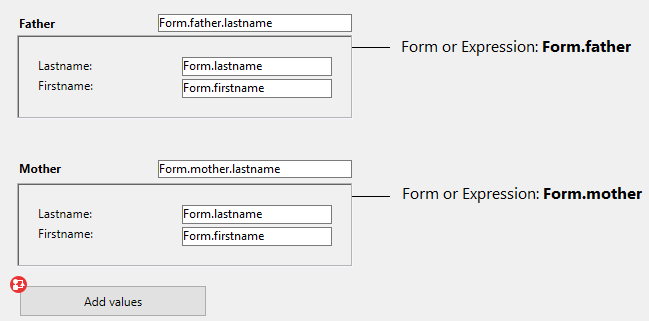 Father Form.father.lastname
Form or Expression: Form.father
Lastname: Form.lastname
Firstname: Form.firstname
Mother Form.mother.lastname
Form or Expression: Form.mother
Lastname: Form.lastname
Firstname: Form.firstname
Add values